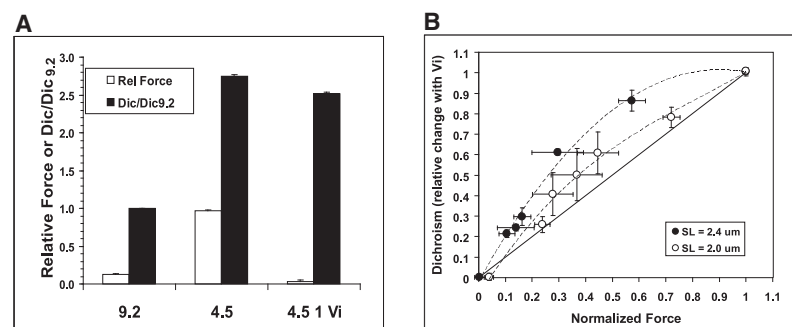 A
Relative Force or Dic/Dic 9.2
3.0
2.5
2.0
1.5
1.0
0.5
0.0
Rel Force
Dic/Dic9.2
9.2
4.5
4.5 1 Vi
B
Dichroism (relative change with Vi)
1.1
1
0.9
0.8
0.7
0.6
0.5
0.4
0.3
0.2
0.1
0
SL = 2.4 um
SL = 2.0 um
0 0.1 0.2 0.3 0.4 0.5 0.6 0.7 0.8 0.9 1 1.1
Normalized Force